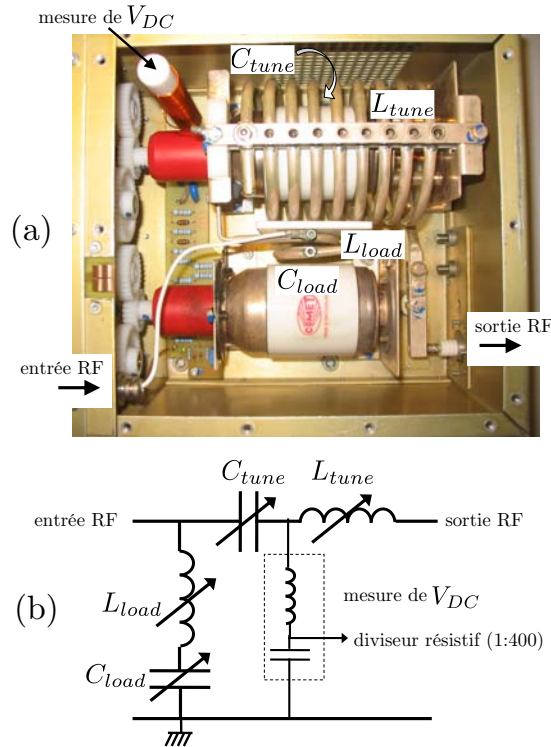 mesure de V_DC
(a)
C_tune
L_tune
L_load
C_load
COMET
entrée RF
sortie RF
(b)
C_tune
L_tune
entrée RF
sortie RF
L_load
mesure de V_DC
diviseur résistif (1:400)
C_load